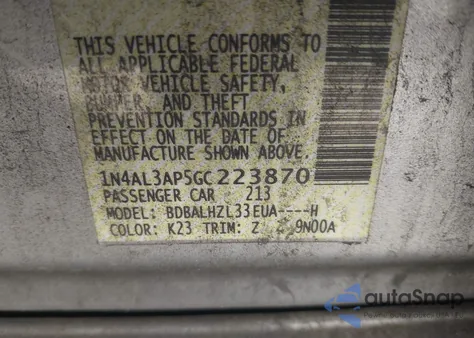 THIS VEHICLE CONFORMS TO
ALL APPLICABLE FEDERAL
MOTOR VEHICLE SAFETY,
BUMPER, AND THEFT
PREVENTION STANDARDS IN
EFFECT ON THE DATE OF
MANUFACTURE SHOWN ABOVE.
1N4AL3AP5GC223870
PASSENGER CAR 213
MODEL: BDBALHZL33EUA----H
COLOR: K23 TRIM: Z 9N00A
autoSnap